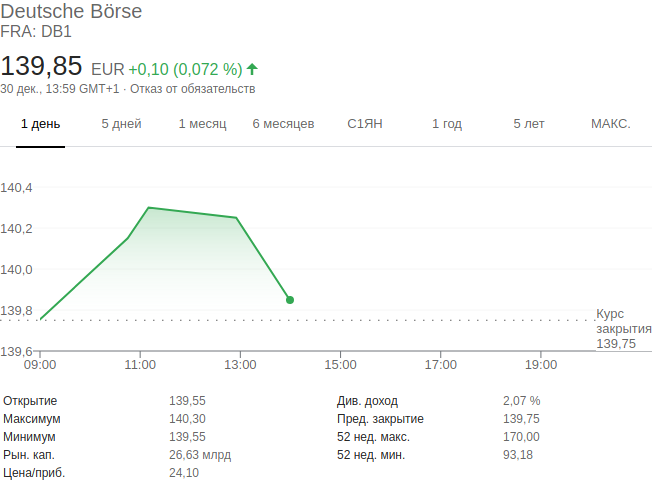 Deutsche Börse
FRA: DB1
139,85 EUR +0,10 (0,072 %)
30 дек., 13:59 GMT+1 · Отказ от обязательств
1 день 5 дней 1 месяц 6 месяцев С1ЯН 1 год 5 лет МАКС.
140,4
140,2
140,0
139,8
Курс
закрытия
139,75
139,6
09:00 11:00 13:00 15:00 17:00 19:00
Открытие 139,55 Див. доход 2,07 %
Максимум 140,30 Пред. закрытие 139,75
Минимум 139,55 52 нед. макс. 170,00
Рын. кап. 26,63 млрд 52 нед. мин. 93,18
Цена/приб. 24,10